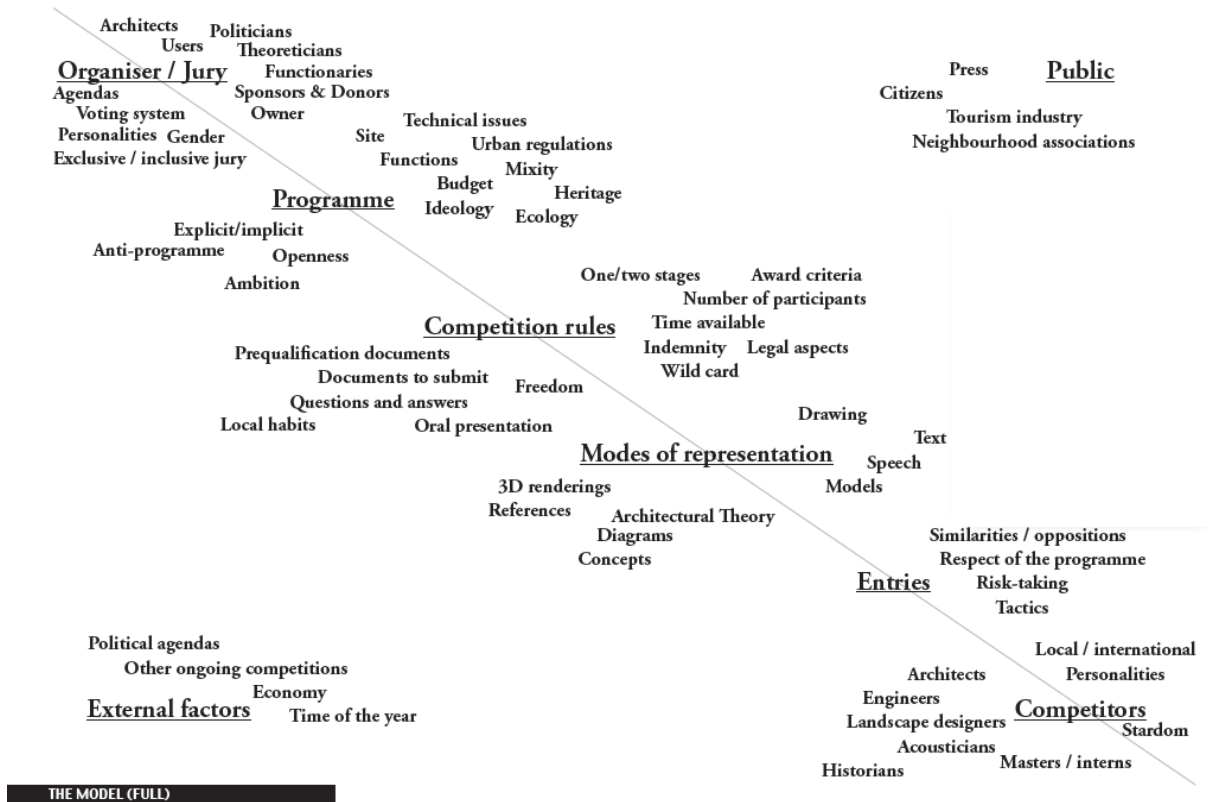 Architects
Politicians
Users
Theoreticians
Organiser / Jury
Functionaries
Agendas
Sponsors & Donors
Voting system
Owner
Personalities
Gender
Exclusive / inclusive jury
Press
Public
Citizens
Tourism industry
Neighbourhood associations
Technical issues
Site
Urban regulations
Functions
Mixity
Budget
Heritage
Programme
Ideology
Ecology
Explicit/implicit
Anti-programme
Openness
Ambition
One/two stages
Award criteria
Number of participants
Time available
Competition rules
Indemnity
Legal aspects
Wild card
Prequalification documents
Documents to submit
Freedom
Questions and answers
Local habits
Oral presentation
Drawing
Text
Modes of representation
Speech
Models
3D renderings
References
Architectural Theory
Diagrams
Concepts
Similarities / oppositions
Respect of the programme
Entries
Risk-taking
Tactics
Political agendas
Other ongoing competitions
Economy
External factors
Time of the year
Local / international
Architects
Personalities
Engineers
Competitors
Landscape designers
Stardom
Acousticians
Masters / interns
Historians
THE MODEL (FULL)